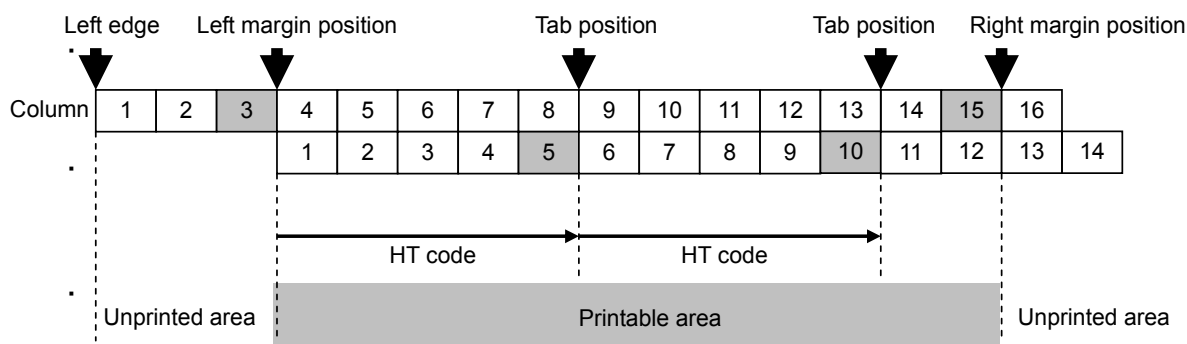 Left edge Left margin position Tab position Tab position Right margin position
Column 1 2 3 4 5 6 7 8 9 10 11 12 13 14 15 16
1 2 3 4 5 6 7 8 9 10 11 12 13 14
HT code HT code
Unprinted area Printable area Unprinted area